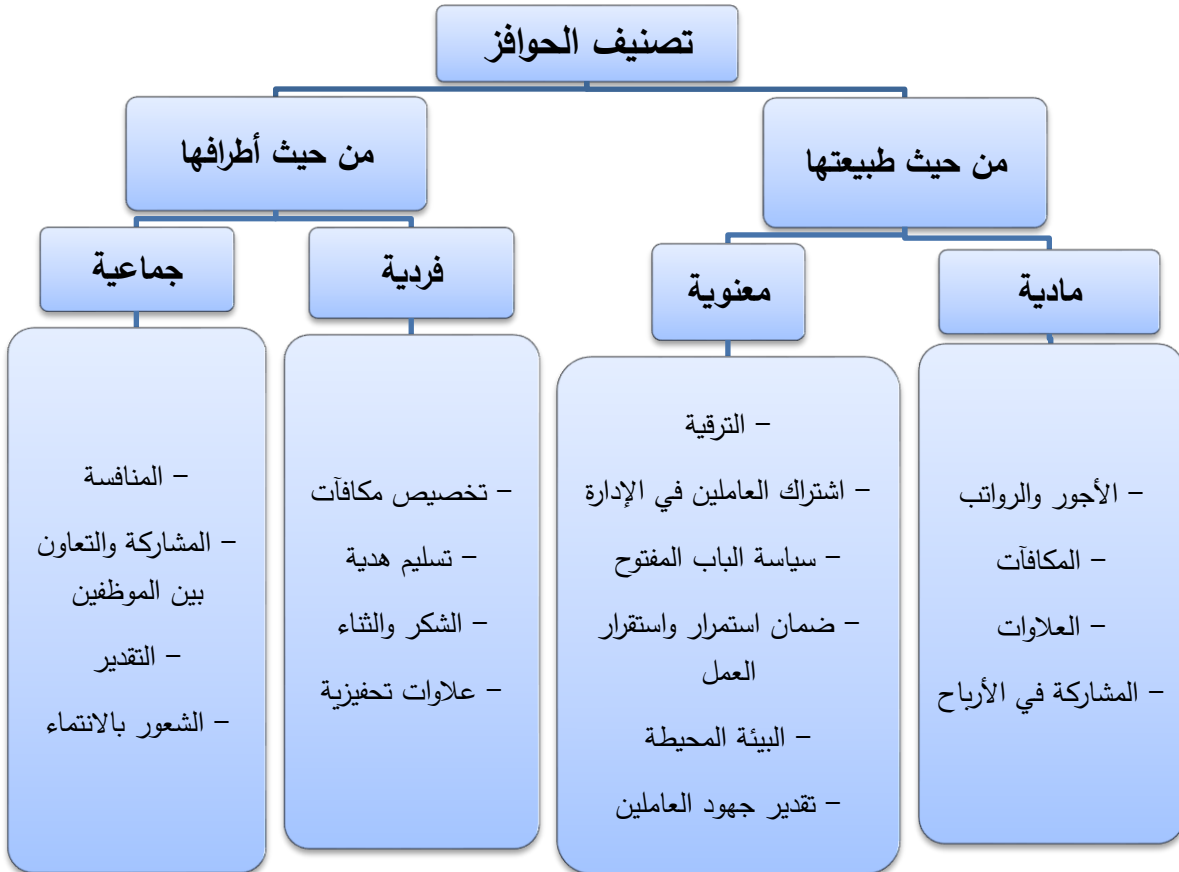 تصنيف الحوافز
من حيث طبيعتها
من حيث أطرافها
مادية
معنوية
فردية
جماعية
– الأجور والرواتب
– المكافآت
– العلاوات
– المشاركة في الأرباح
– الترقية
– اشتراك العاملين في الإدارة
– سياسة الباب المفتوح
– ضمان استمرار واستقرار
العمل
– البيئة المحيطة
– تقدير جهود العاملين
– تخصيص مكافآت
– تسليم هدية
– الشكر والثناء
– علاوات تحفيزية
– المنافسة
– المشاركة والتعاون
بين الموظفين
– التقدير
– الشعور بالانتماء